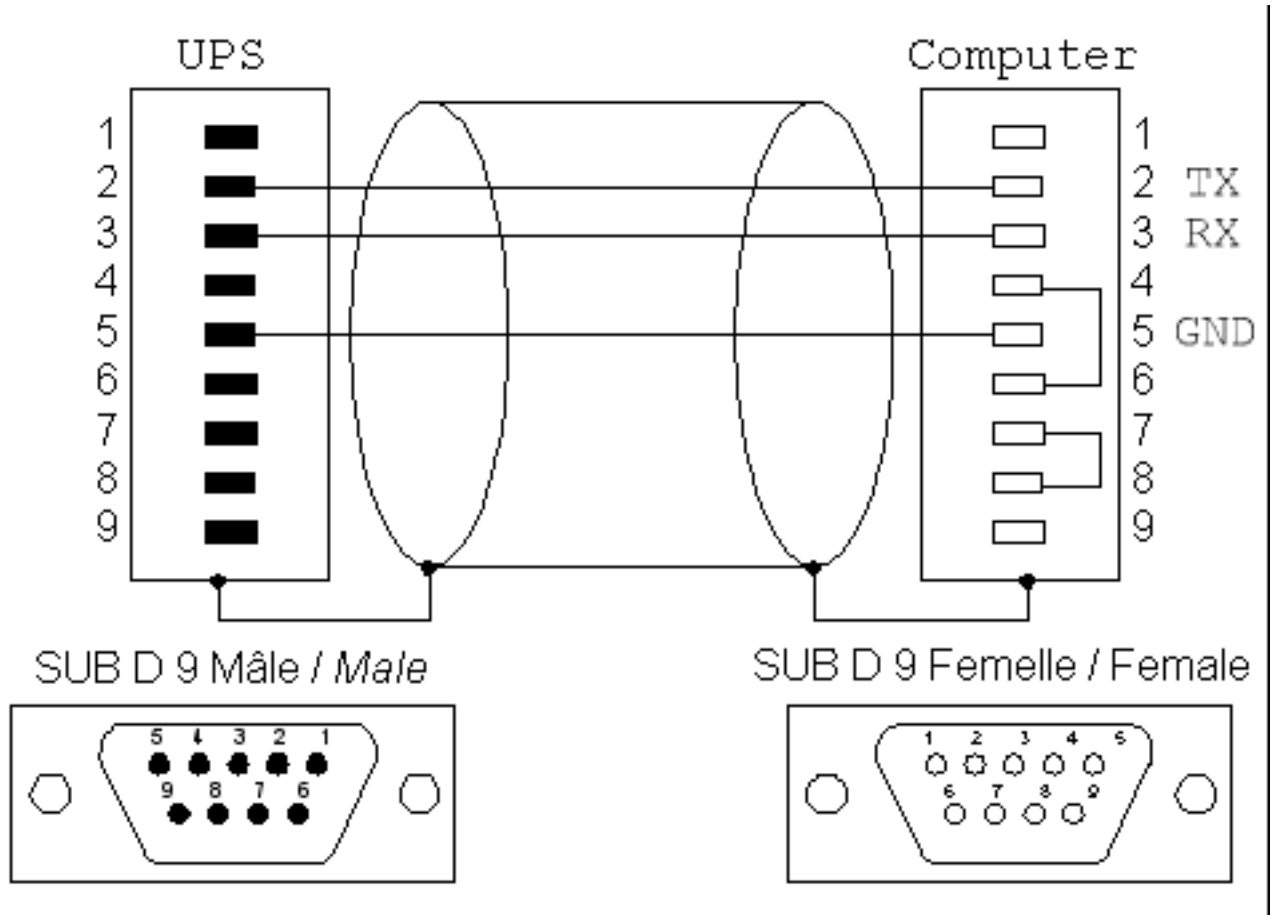 UPS Computer
1 1
2 2 TX
3 3 RX
4 4
5 5 GND
6 6
7 7
8 8
9 9
SUB D 9 Mâle / Male SUB D 9 Femelle / Female
5 4 3 2 1 1 2 3 4 5
9 8 7 6 6 7 8 9